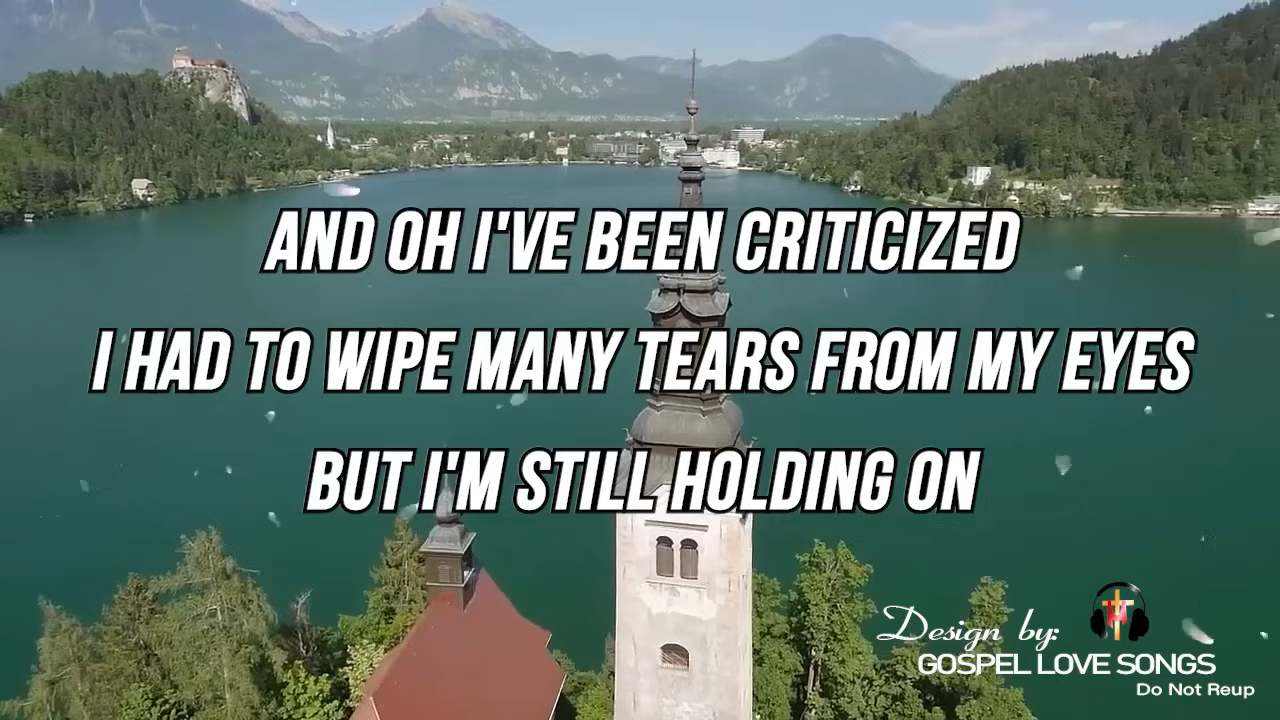 AND OH I'VE BEEN CRITICIZED
I HAD TO WIPE MANY TEARS FROM MY EYES
BUT I'M STILL HOLDING ON
Design by:
GOSPEL LOVE SONGS
Do Not Reup